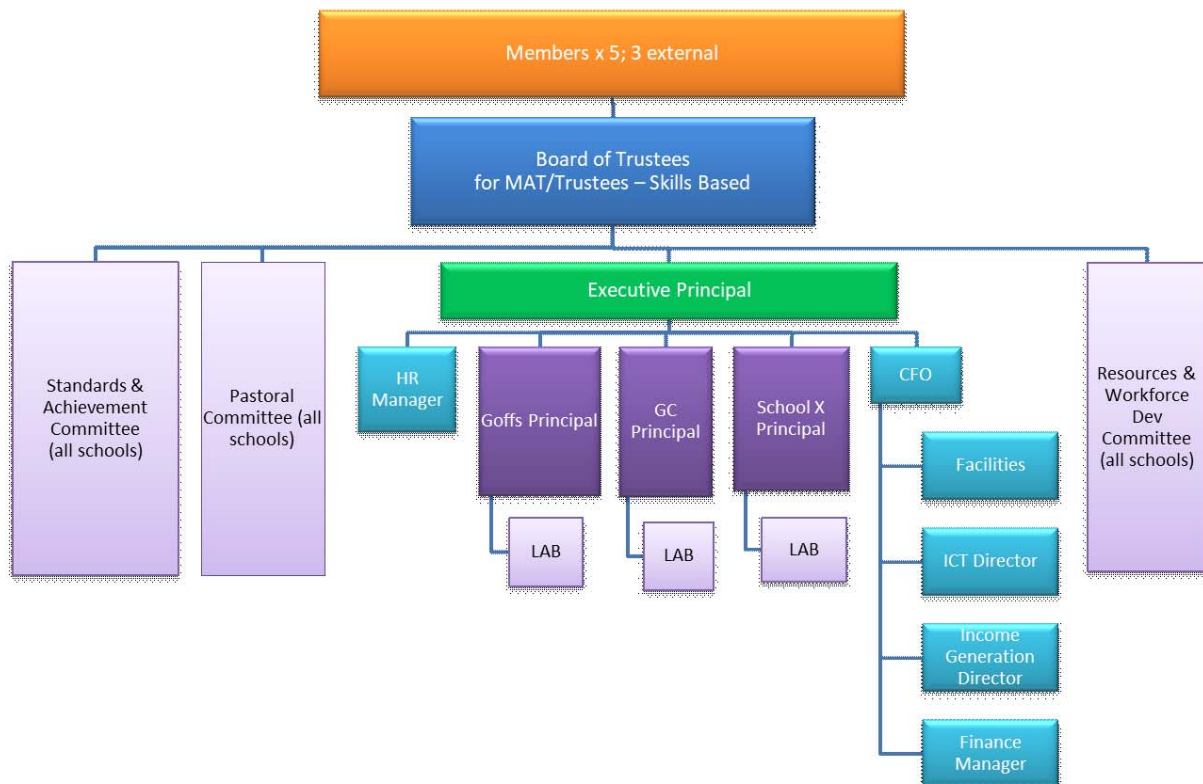 Members x 5; 3 external
Board of Trustees
for MAT/Trustees – Skills Based
Executive Principal
Standards &
Achievement
Committee
(all schools)
Pastoral
Committee (all
schools)
HR
Manager
Goffs Principal
GC
Principal
School X
Principal
CFO
Resources &
Workforce
Dev
Committee
(all schools)
LAB
LAB
LAB
Facilities
ICT Director
Income
Generation
Director
Finance
Manager